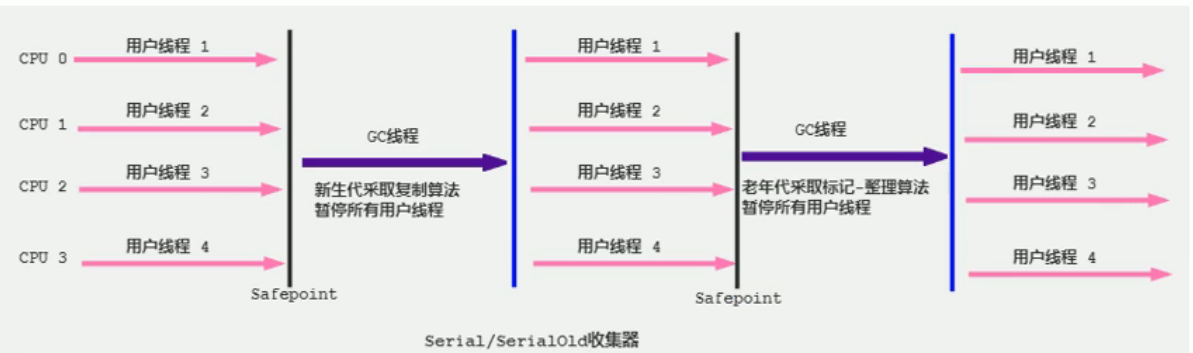 CPU 0
用户线程 1
用户线程 1
用户线程 1
CPU 1
用户线程 2
用户线程 2
用户线程 2
GC线程
GC线程
CPU 2
用户线程 3
用户线程 3
用户线程 3
新生代采取复制算法
暂停所有用户线程
老年代采取标记-整理算法
暂停所有用户线程
CPU 3
用户线程 4
用户线程 4
用户线程 4
Safepoint
Safepoint
Serial/SerialOld收集器